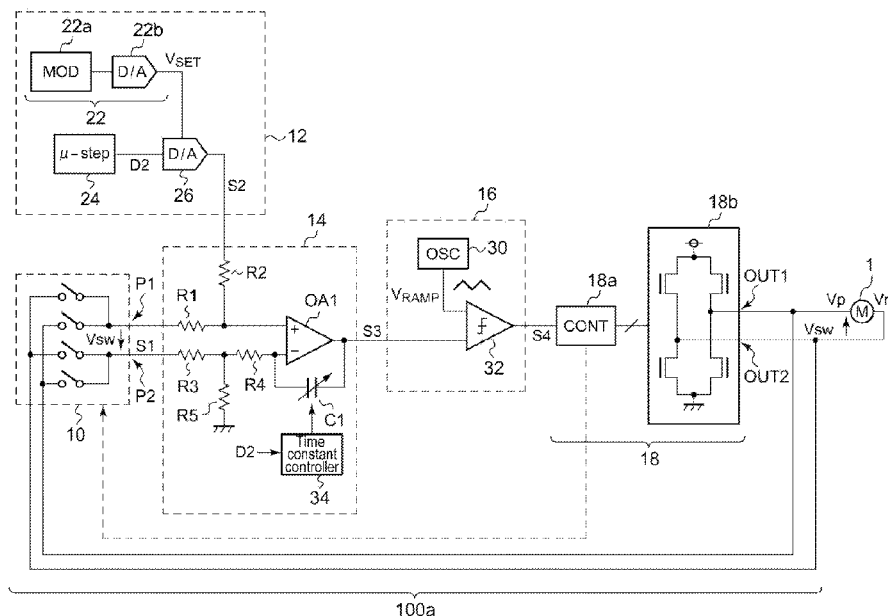 22a
22b
MOD
D/A
VSET
22
12
μ-step
D2
D/A
24
26
S2
14
16
18b
R2
OSC
30
VRAMP
18a
OUT1
1
P1
R1
OA1
S3
Vp
M
Vn
Vsw
S1
+
−
32
S4
CONT
Vsw
P2
R3
R4
OUT2
R5
C1
10
D2
Time
constant
controller
34
18
100a